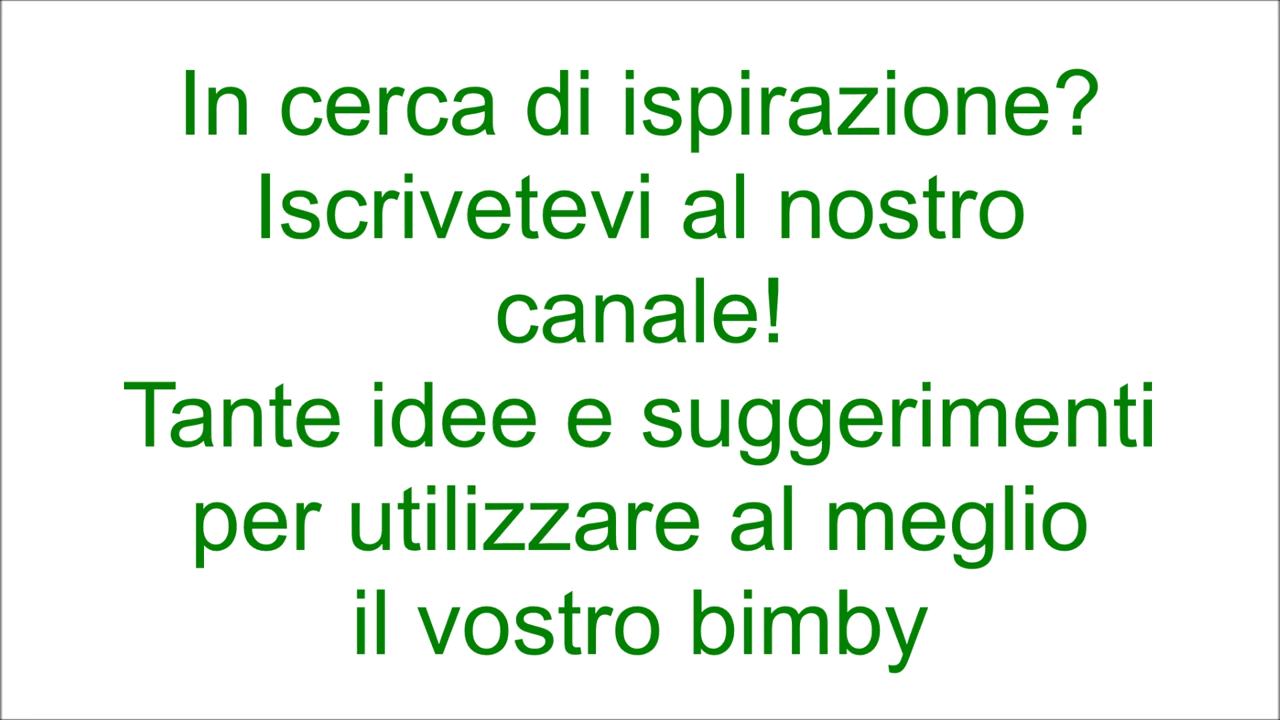 In cerca di ispirazione?
Iscrivetevi al nostro
canale!
Tante idee e suggerimenti
per utilizzare al meglio
il vostro bimby